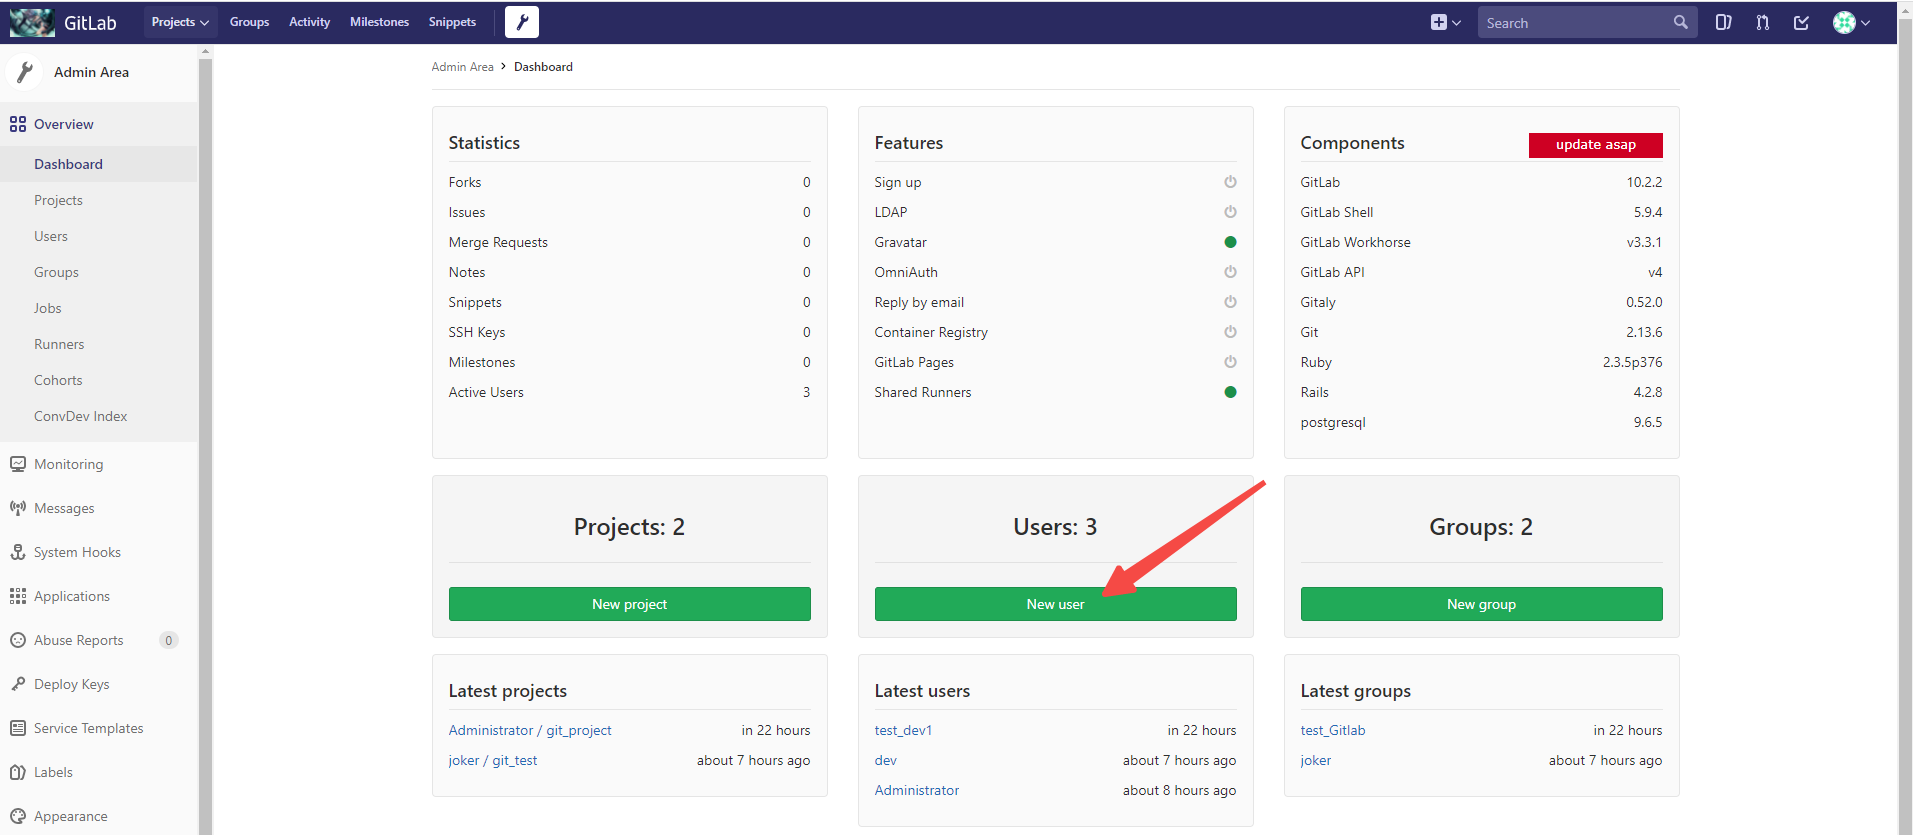 GitLab Projects Groups Activity Milestones Snippets Search
Admin Area
Overview
Dashboard
Projects
Users
Groups
Jobs
Runners
Cohorts
ConvDev Index
Monitoring
Messages
System Hooks
Applications
Abuse Reports 0
Deploy Keys
Service Templates
Labels
Appearance
Admin Area > Dashboard
Statistics
Forks 0
Issues 0
Merge Requests 0
Notes 0
Snippets 0
SSH Keys 0
Milestones 0
Active Users 3
Features
Sign up
LDAP
Gravatar
OmniAuth
Reply by email
Container Registry
GitLab Pages
Shared Runners
Components update asap
GitLab 10.2.2
GitLab Shell 5.9.4
GitLab Workhorse v3.3.1
GitLab API v4
Gitaly 0.52.0
Git 2.13.6
Ruby 2.3.5p376
Rails 4.2.8
postgresql 9.6.5
Projects: 2
New project
Users: 3
New user
Groups: 2
New group
Latest projects
Administrator / git_project in 22 hours
joker / git_test about 7 hours ago
Latest users
test_dev1 in 22 hours
dev about 7 hours ago
Administrator about 8 hours ago
Latest groups
test_Gitlab in 22 hours
joker about 7 hours ago